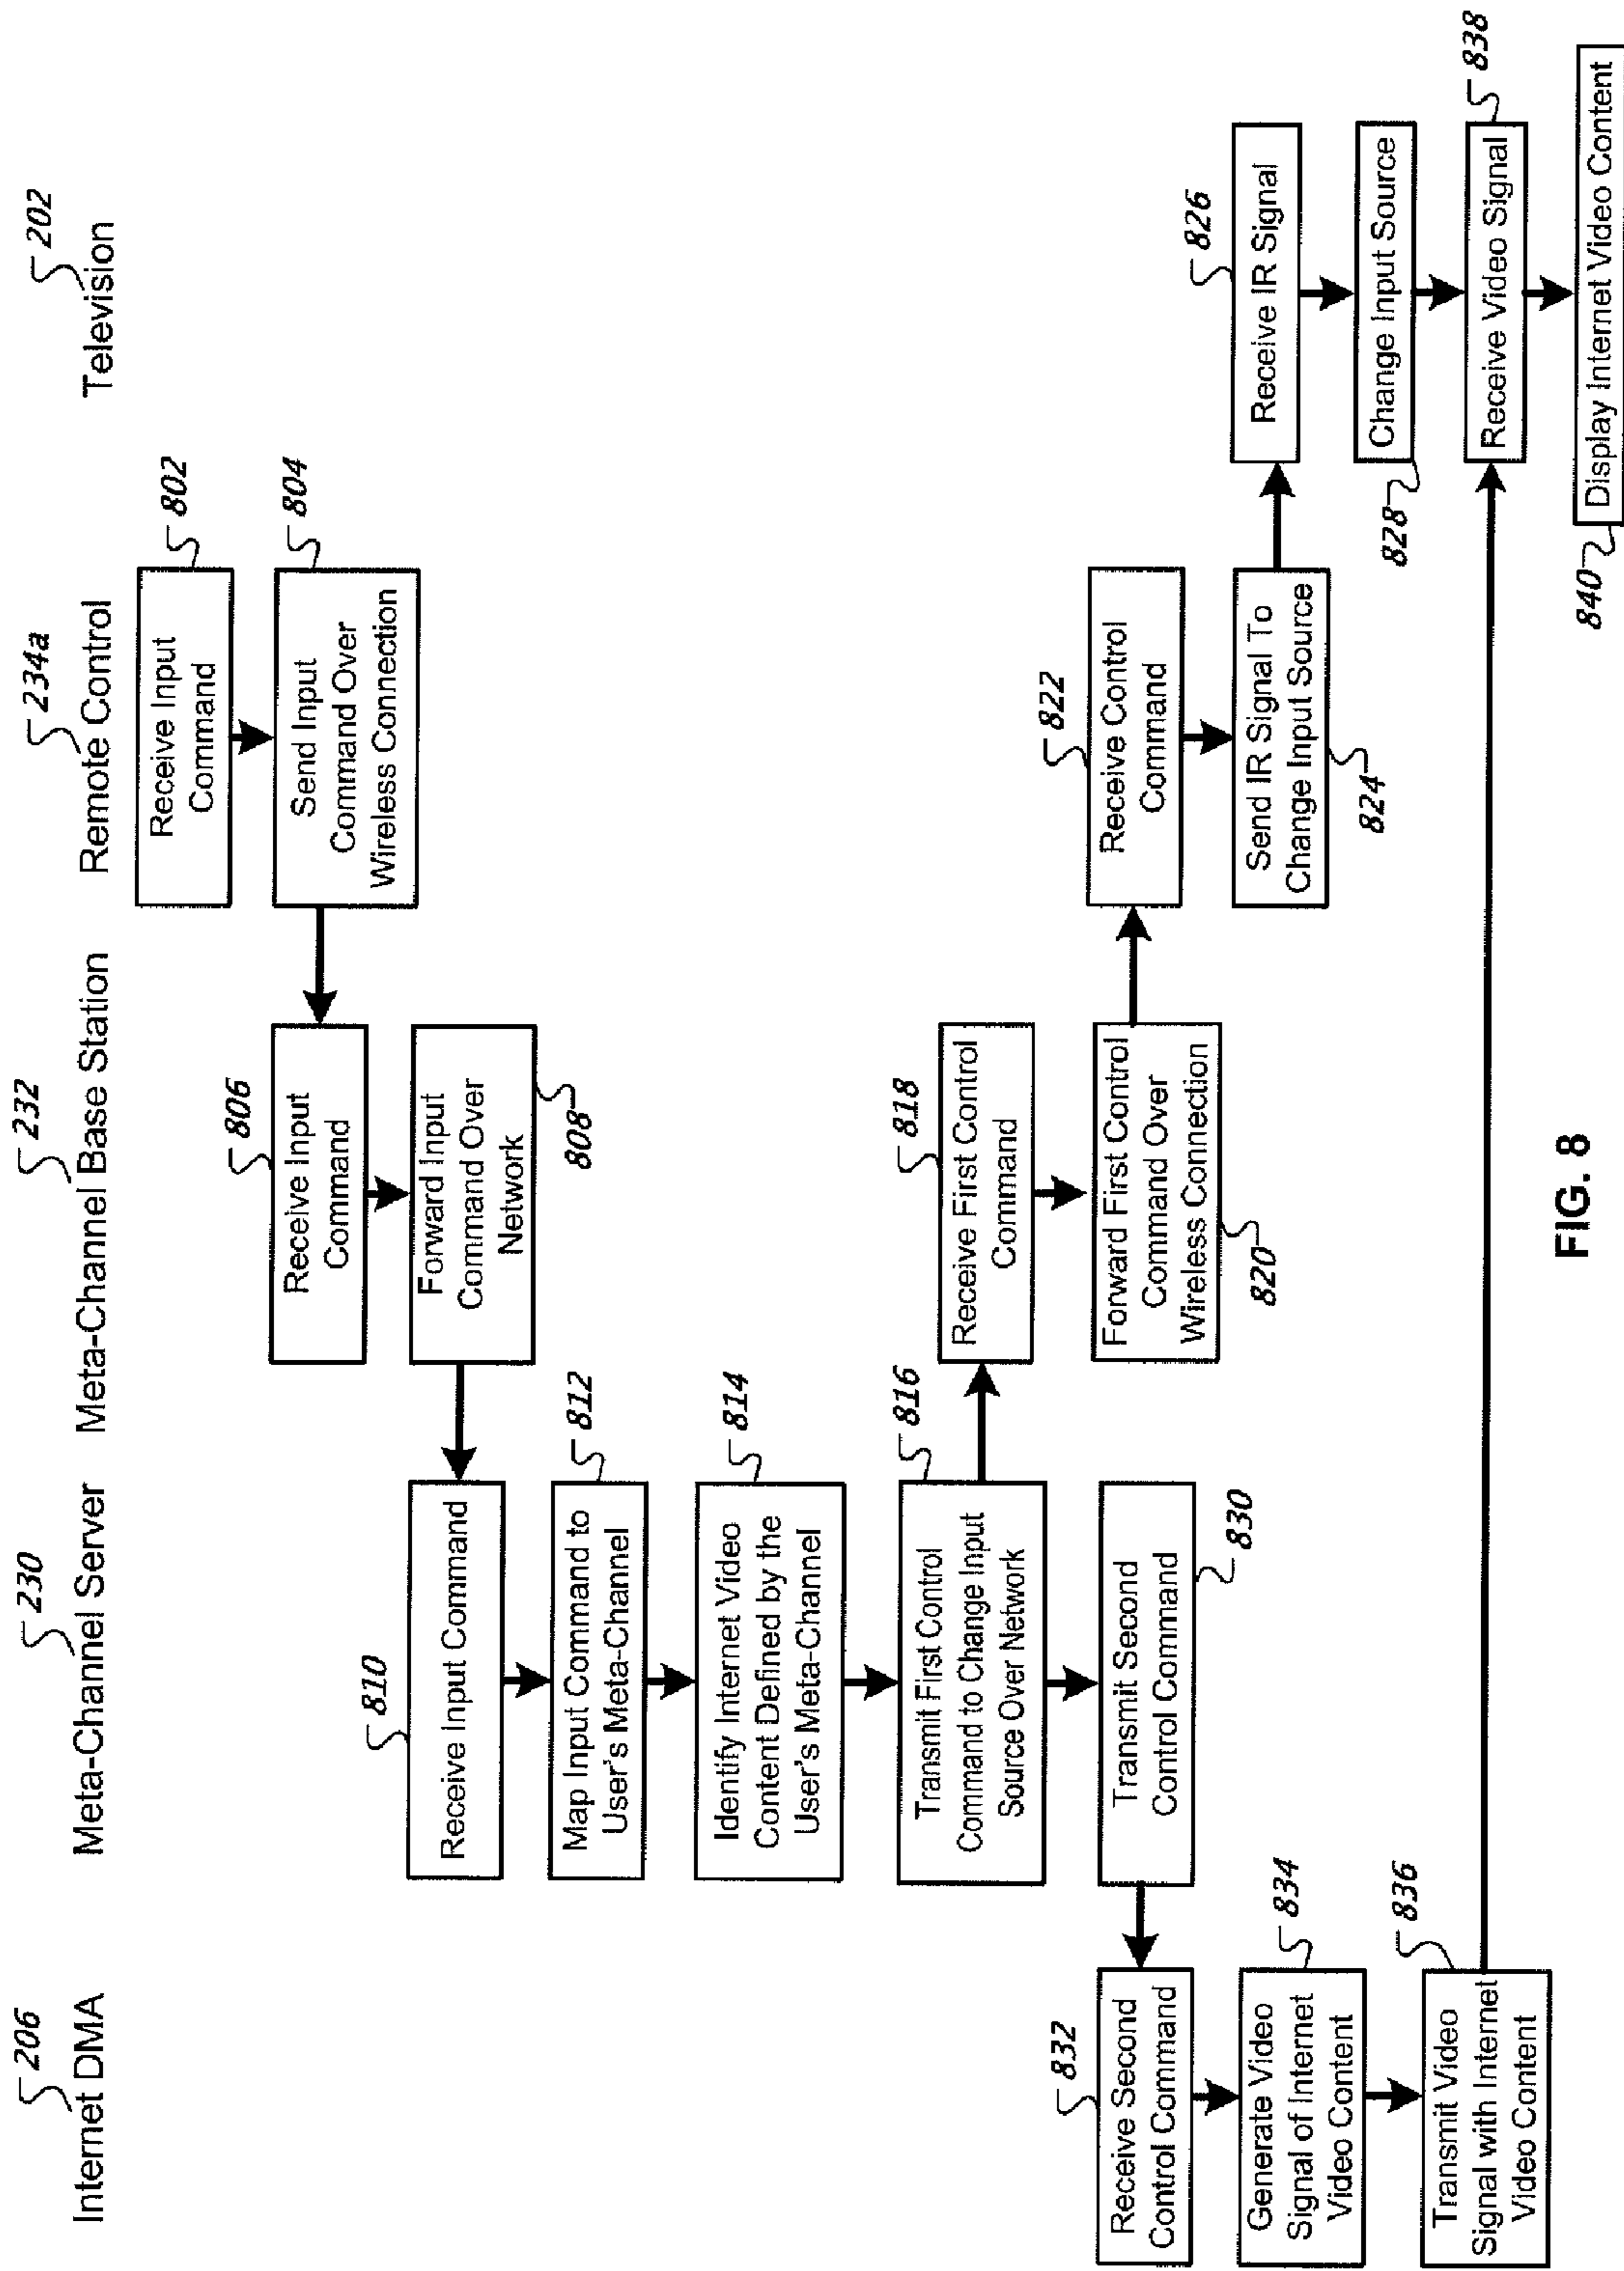 206
Internet DMA
230
Meta-Channel Server
232
Meta-Channel Base Station
234a
Remote Control
202
Television
Receive Input
Command
802
Send Input
Command Over
Wireless Connection
804
806
Receive Input
Command
Forward Input
Command Over
Network
808
810
Receive Input Command
Map Input Command to
User's Meta-Channel
812
Identify Internet Video
Content Defined by the
User's Meta-Channel
814
Transmit First Control
Command to Change Input
Source Over Network
816
818
Receive First Control
Command
Forward First Control
Command Over
Wireless Connection
820
822
Receive Control
Command
Send IR Signal To
Change Input Source
824
826
Receive IR Signal
Change Input Source
828
Transmit Second
Control Command
830
832
Receive Second
Control Command
Generate Video
Signal of Internet
Video Content
834
Transmit Video
Signal with Internet
Video Content
836
Receive Video Signal
838
840
Display Internet Video Content
FIG. 8